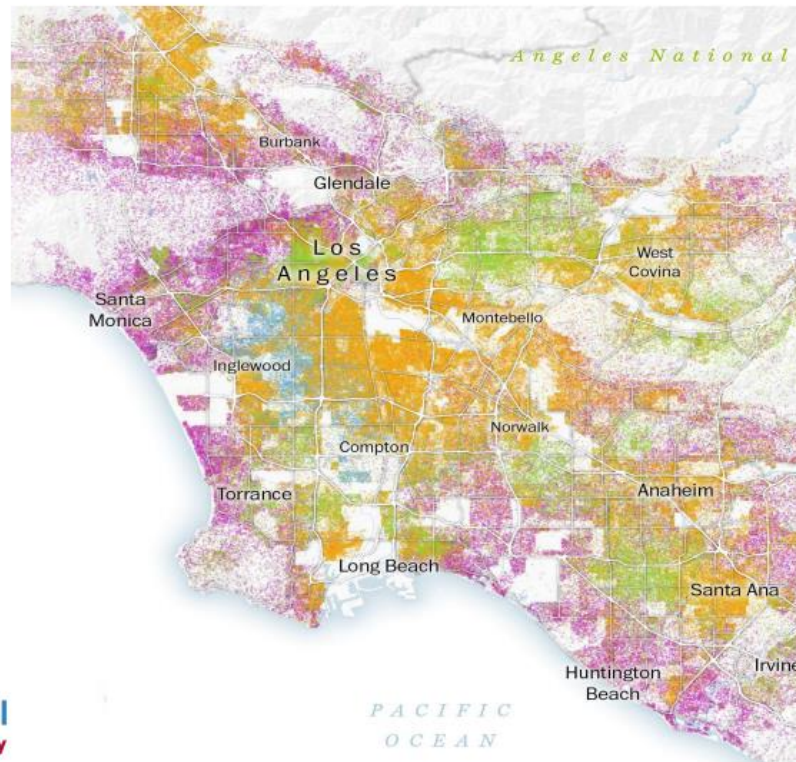 Angeles National
Burbank
Glendale
Los
Angeles
West
Covina
Santa
Monica
Montebello
Inglewood
Norwalk
Compton
Torrance
Anaheim
Long Beach
Santa Ana
Huntington
Beach
Irvine
PACIFIC
OCEAN
l
y